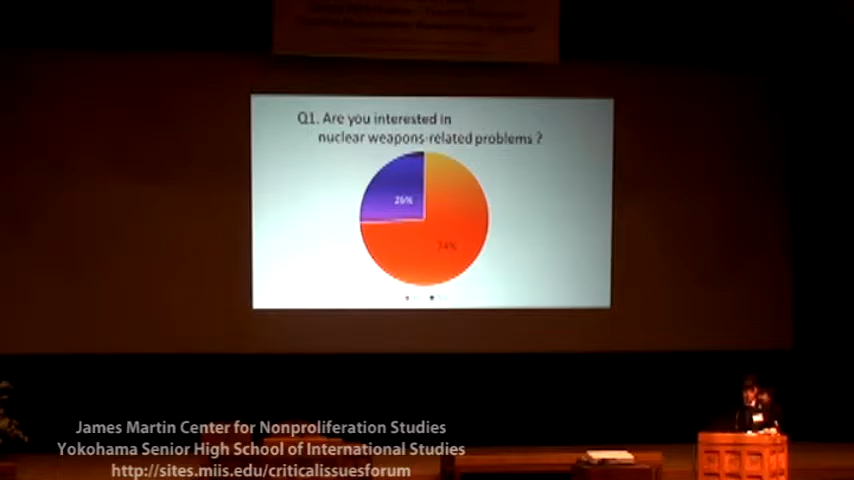 Q1. Are you interested in
nuclear weapons-related problems ?
26%
74%
James Martin Center for Nonproliferation Studies
Yokohama Senior High School of International Studies
http://sites.miis.edu/criticalissuesforum